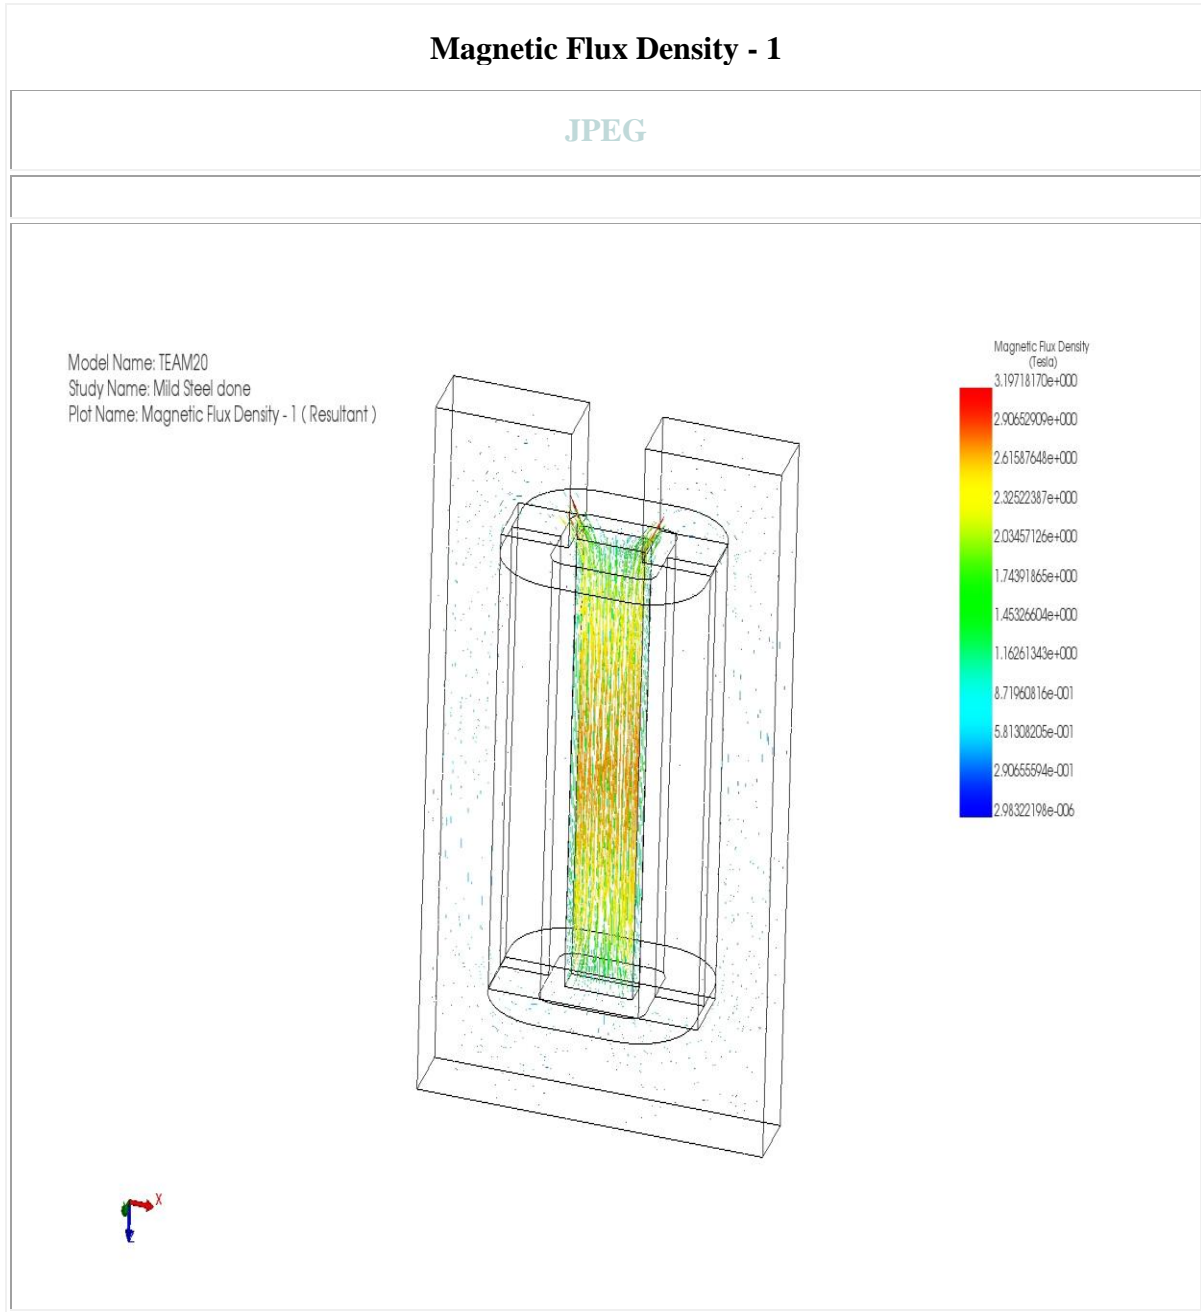 Magnetic Flux Density - 1
JPEG
Model Name: TEAM20
Study Name: Mild Steel done
Plot Name: Magnetic Flux Density - 1 ( Resultant )
Magnetic Flux Density
(Tesla)
3.19718170e+000
2.90652909e+000
2.61587648e+000
2.32522387e+000
2.03457126e+000
1.74391865e+000
1.45326604e+000
1.16261343e+000
8.71960816e-001
5.81308205e-001
2.90655594e-001
2.98322198e-006
X
Z